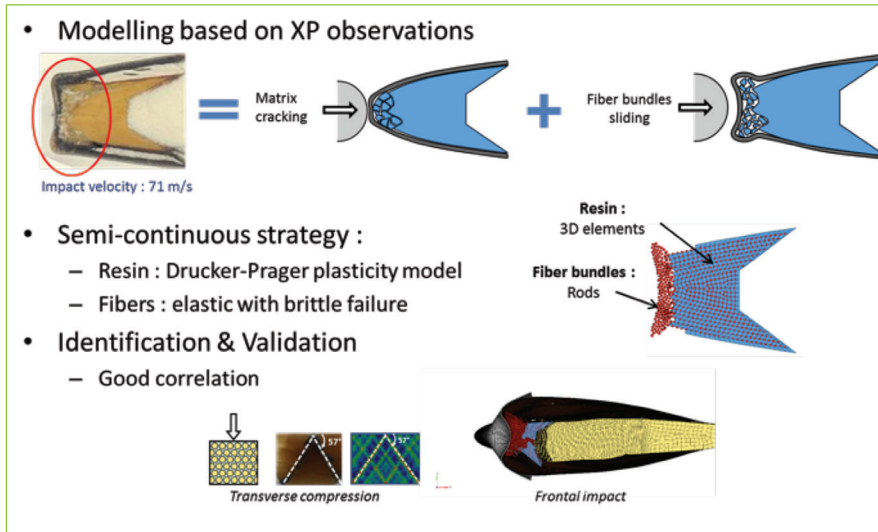 • Modelling based on XP observations
Matrix
cracking
Fiber bundles
sliding
Impact velocity : 71 m/s
• Semi-continuous strategy :
– Resin : Drucker-Prager plasticity model
– Fibers : elastic with brittle failure
Resin :
3D elements
Fiber bundles :
Rods
• Identification & Validation
– Good correlation
57°
57°
Transverse compression
Frontal impact